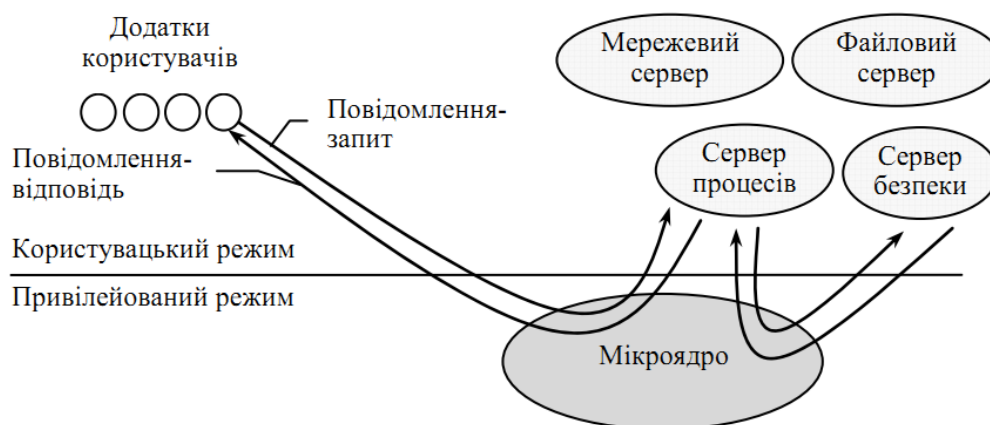 Додатки
користувачів
Мережевий
сервер
Файловий
сервер
Повідомлення-
запит
Повідомлення-
відповідь
Сервер
процесів
Сервер
безпеки
Користувацький режим
Привілейований режим
Мікроядро